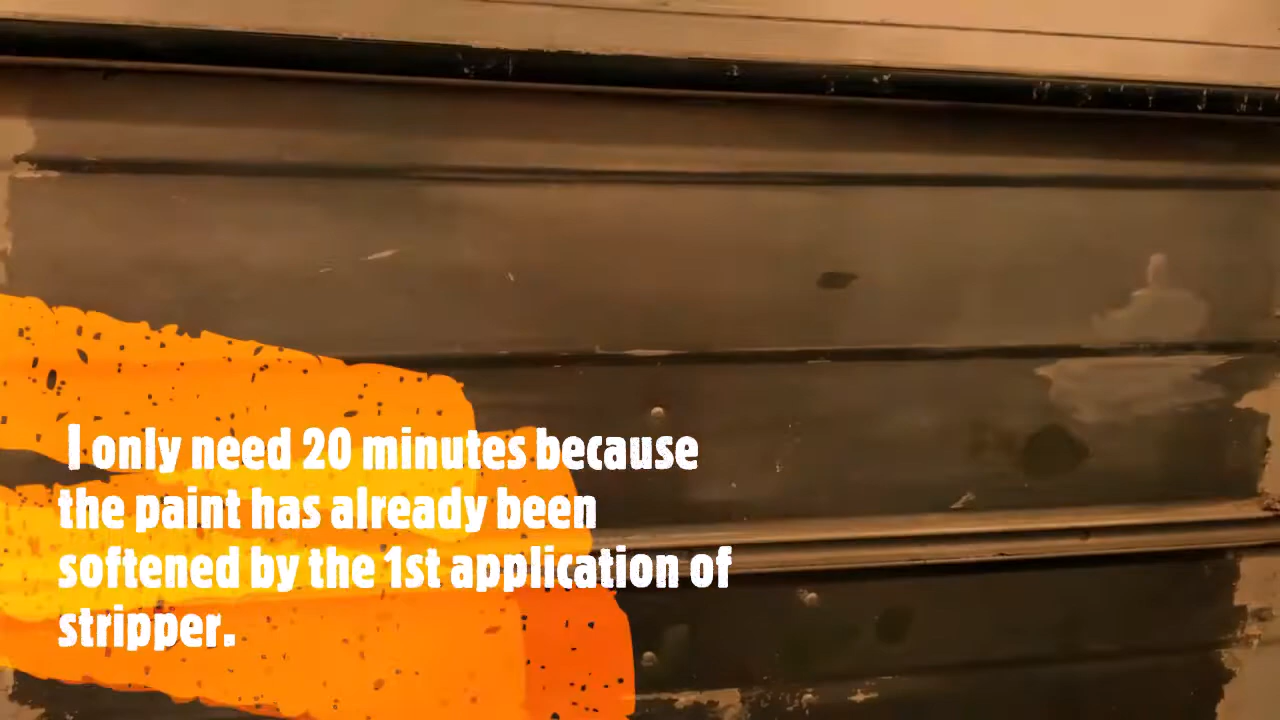 I only need 20 minutes because
the paint has already been
softened by the 1st application of
stripper.